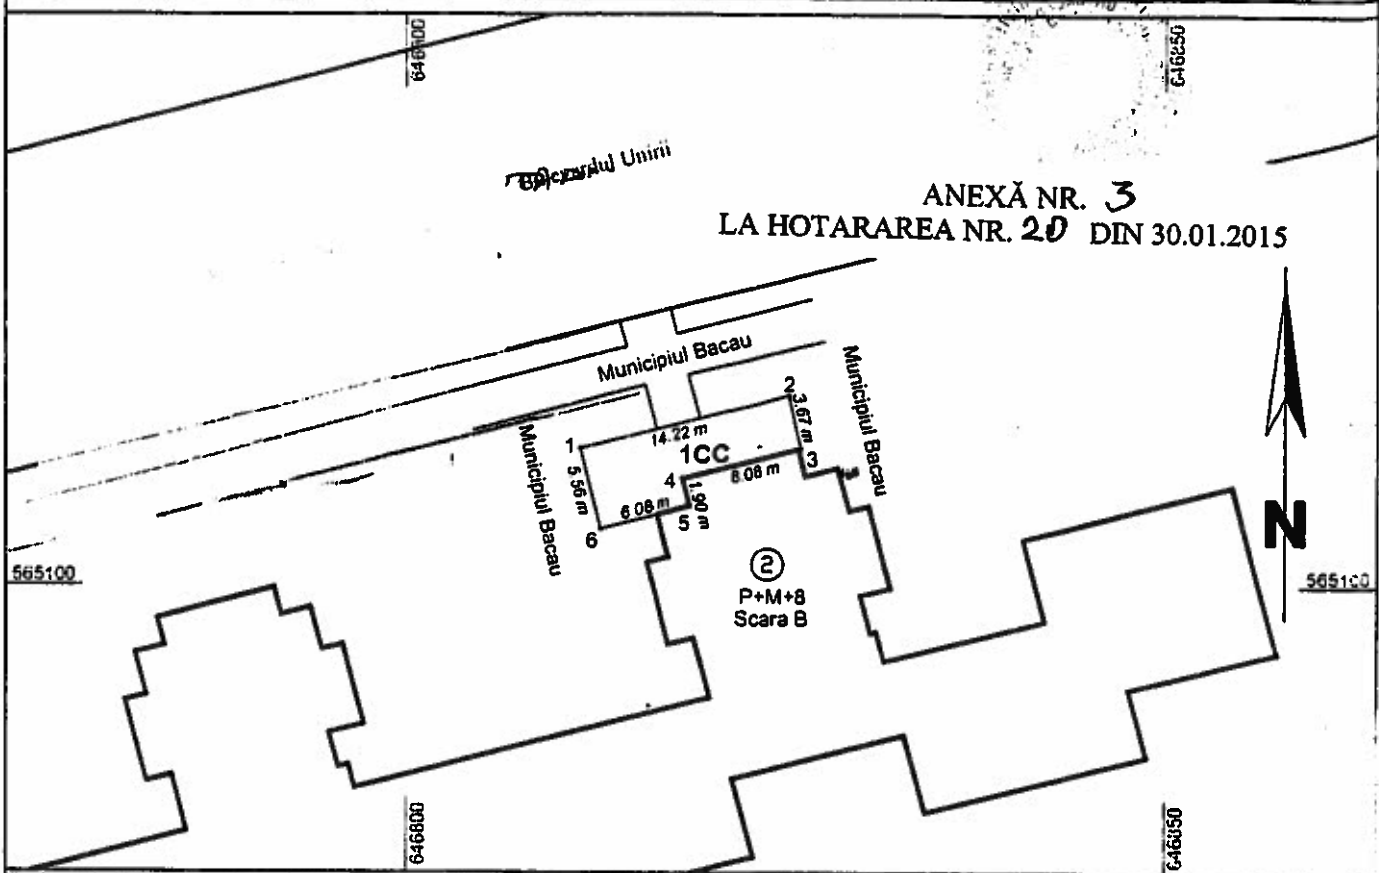 646800
646850
Bulevardul Unirii
ANEXĂ NR. 3
LA HOTARAREA NR. 20 DIN 30.01.2015
Municipiul Bacau
Municipiul Bacau
2
3.67 m
14.22 m
1
1CC
3
Municipiul Bacau
5.56 m
4
8.08 m
1.90 m
6.08 m
5
6
N
565100
565100
2
P+M+8
Scara B
646800
646850